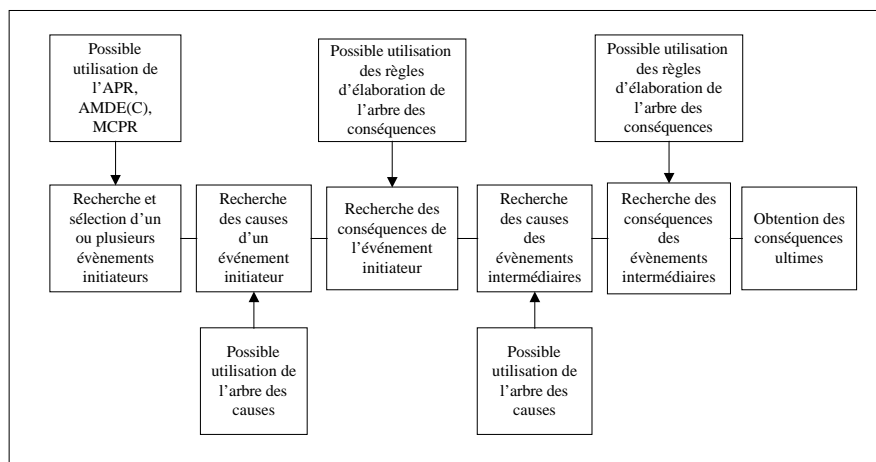 Possible
utilisation de
l'APR,
AMDE(C),
MCPR
Possible utilisation
des règles
d'élaboration de
l'arbre des
conséquences
Possible utilisation
des règles
d'élaboration de
l'arbre des
conséquences
Recherche et
sélection d'un
ou plusieurs
évènements
initiateurs
Recherche
des causes
d'un
événement
initiateur
Recherche des
conséquences de
l'événement
initiateur
Recherche
des causes
des
évènements
intermédiaires
Recherche des
conséquences
des
évènements
intermédiaires
Obtention des
conséquences
ultimes
Possible
utilisation de
l'arbre des
causes
Possible
utilisation de
l'arbre des
causes